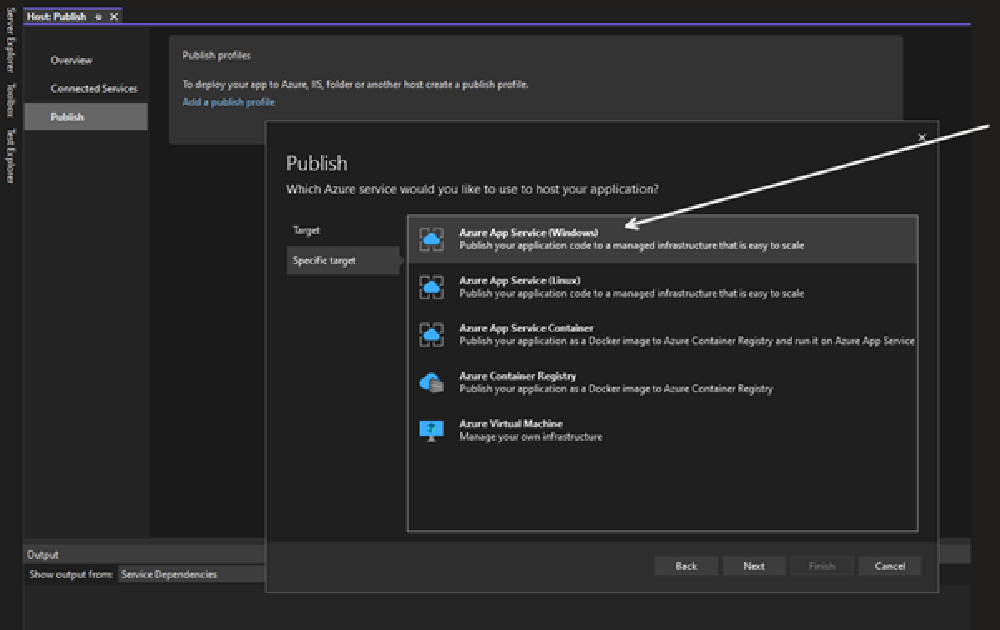 Host: Publish
Server Explorer
Toolbox
Test Explorer
Overview
Connected Services
Publish
Publish profiles
To deploy your app to Azure, IIS, folder or another host create a publish profile.
Add a publish profile
Publish
Which Azure service would you like to use to host your application?
Target
Specific target
Azure App Service (Windows)
Publish your application code to a managed infrastructure that is easy to scale
Azure App Service (Linux)
Publish your application code to a managed infrastructure that is easy to scale
Azure App Service Container
Publish your application as a Docker image to Azure Container Registry and run it on Azure App Service
Azure Container Registry
Publish your application as a Docker image to Azure Container Registry
Azure Virtual Machine
Manage your own infrastructure
Back
Next
Finish
Cancel
Output
Show output from: Service Dependencies